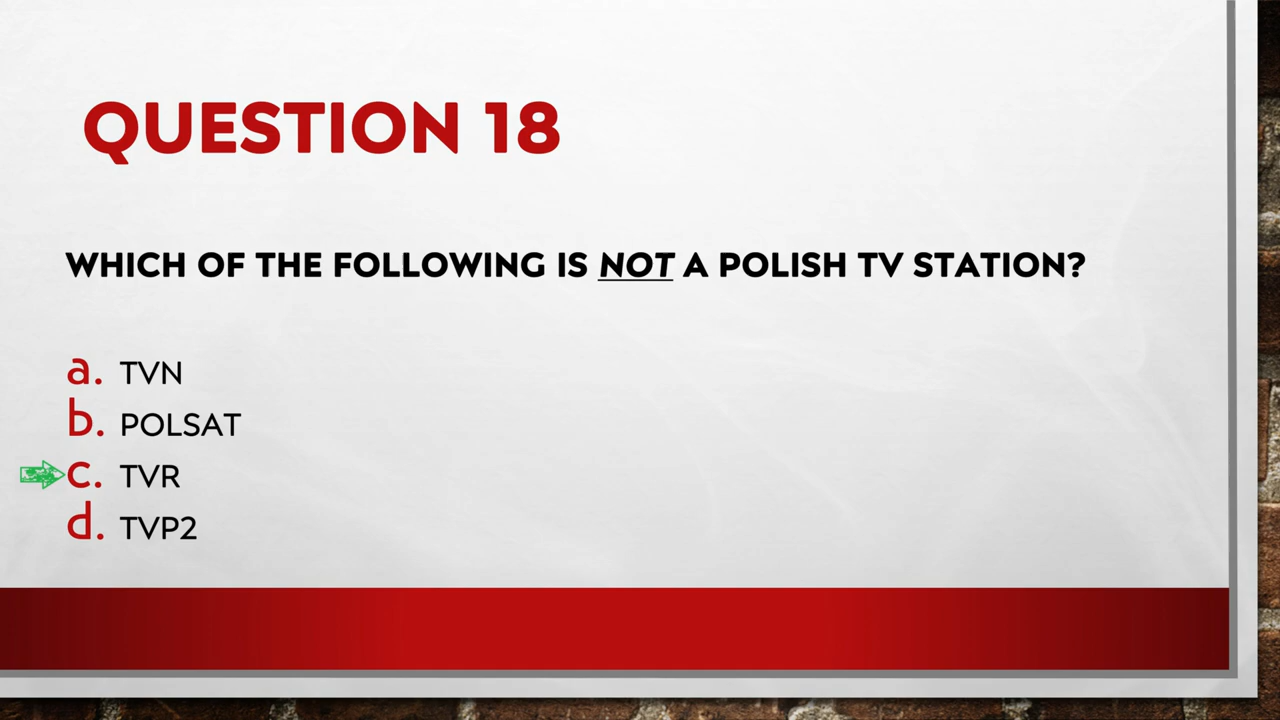 QUESTION 18
WHICH OF THE FOLLOWING IS NOT A POLISH TV STATION?
a. TVN
b. POLSAT
c. TVR
d. TVP2